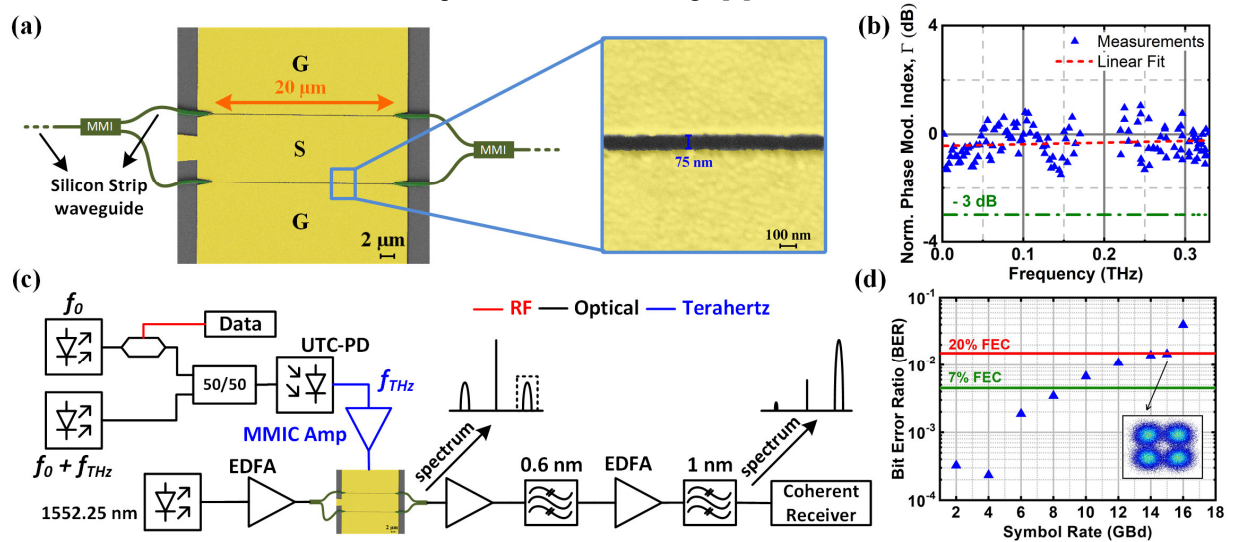 (a)
G
20 µm
MMI
S
MMI
Silicon Strip
waveguide
G
2 µm
75 nm
100 nm
(b)
Norm. Phase Mod. Index, Γ (dB)
4
0
-4
Measurements
Linear Fit
- 3 dB
0.0
0.1
0.2
0.3
Frequency (THz)
(c)
f0
Data
RF
Optical
Terahertz
UTC-PD
50/50
fTHz
MMIC Amp
f0 + fTHz
spectrum
spectrum
EDFA
0.6 nm
EDFA
1 nm
1552.25 nm
2 µm
Coherent
Receiver
(d)
Bit Error Ratio (BER)
10-1
10-2
10-3
10-4
20% FEC
7% FEC
2
4
6
8
10
12
14
16
18
Symbol Rate (GBd)